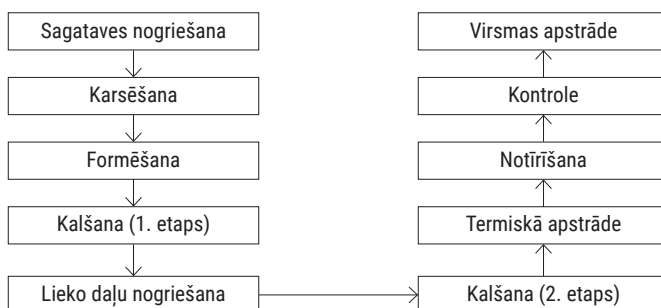 Sagataves nogriešana
Karsēšana
Formēšana
Kalšana (1. etaps)
Lieko daļu nogriešana
Kalšana (2. etaps)
Termiskā apstrāde
Notīrīšana
Kontrole
Virsmas apstrāde